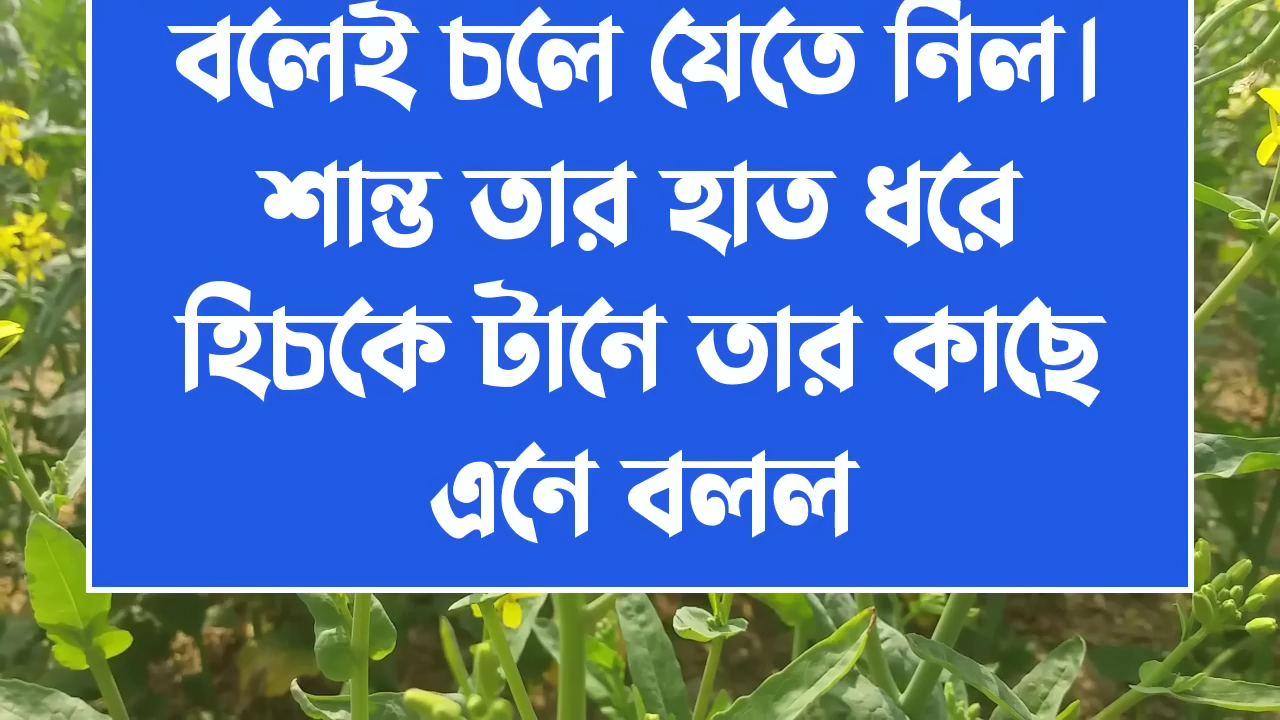 বলেই চলে যেতে নিল।
শান্ত তার হাত ধরে
হিচকে টানে তার কাছে
এনে বলল